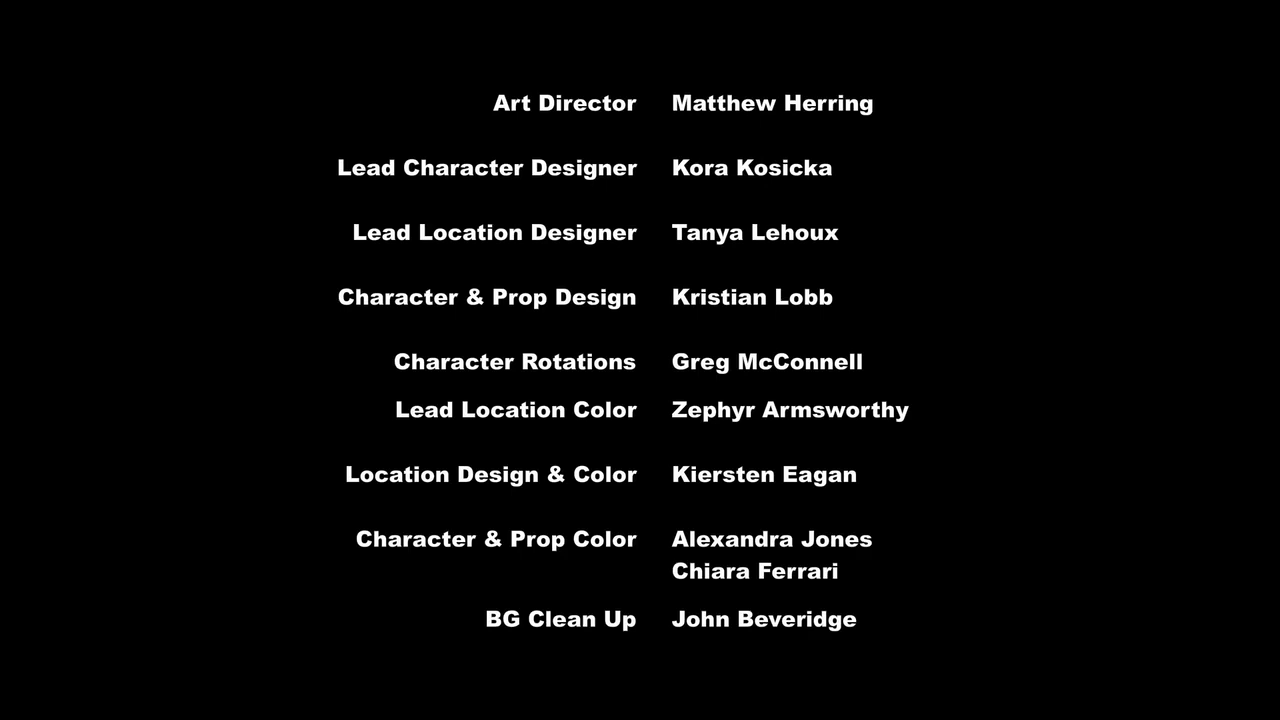 Art Director Matthew Herring
Lead Character Designer Kora Kosicka
Lead Location Designer Tanya Lehoux
Character & Prop Design Kristian Lobb
Character Rotations Greg McConnell
Lead Location Color Zephyr Armsworthy
Location Design & Color Kiersten Eagan
Character & Prop Color Alexandra Jones
Chiara Ferrari
BG Clean Up John Beveridge